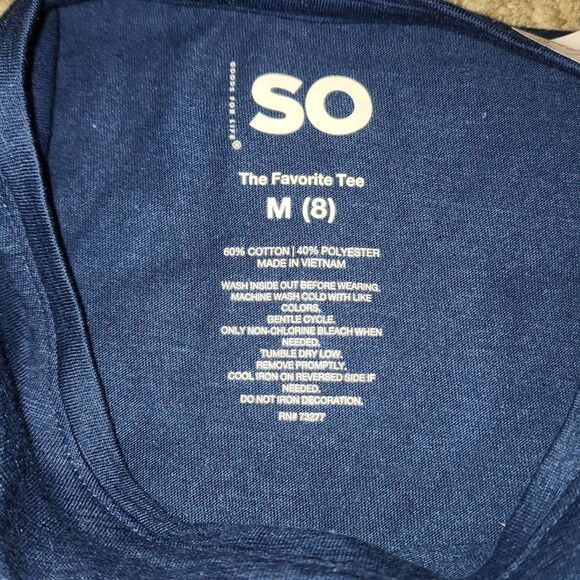 GOODS FOR LIFE®
SO
The Favorite Tee
M (8)
60% COTTON | 40% POLYESTER
MADE IN VIETNAM
WASH INSIDE OUT BEFORE WEARING.
MACHINE WASH COLD WITH LIKE
COLORS.
GENTLE CYCLE.
ONLY NON-CHLORINE BLEACH WHEN
NEEDED.
TUMBLE DRY LOW.
REMOVE PROMPTLY.
COOL IRON ON REVERSED SIDE IF
NEEDED.
DO NOT IRON DECORATION.
RN# 73277